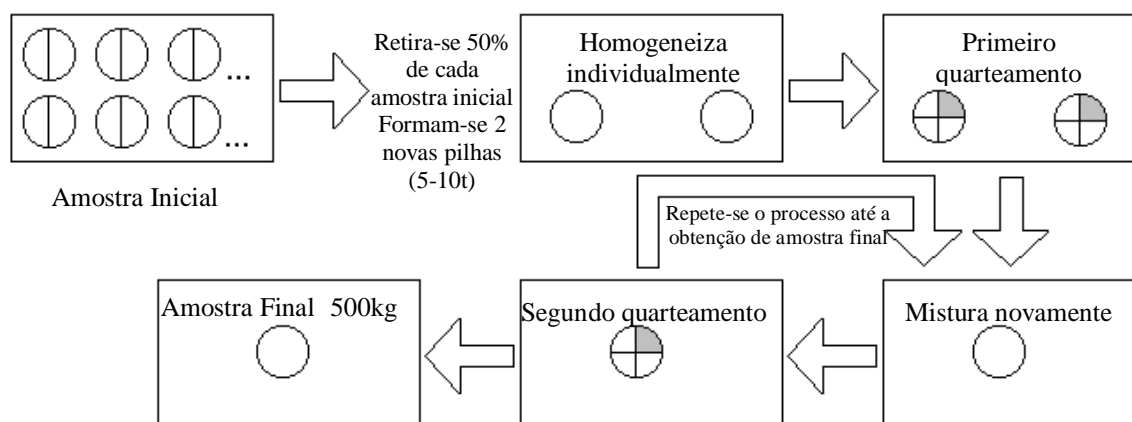 ...
...
Amostra Inicial
Retira-se 50%
de cada
amostra inicial
Formam-se 2
novas pilhas
(5-10t)
Homogeneiza
individualmente
Primeiro
quarteamento
Repete-se o processo até a
obtenção de amostra final
Mistura novamente
Segundo quarteamento
Amostra Final 500kg